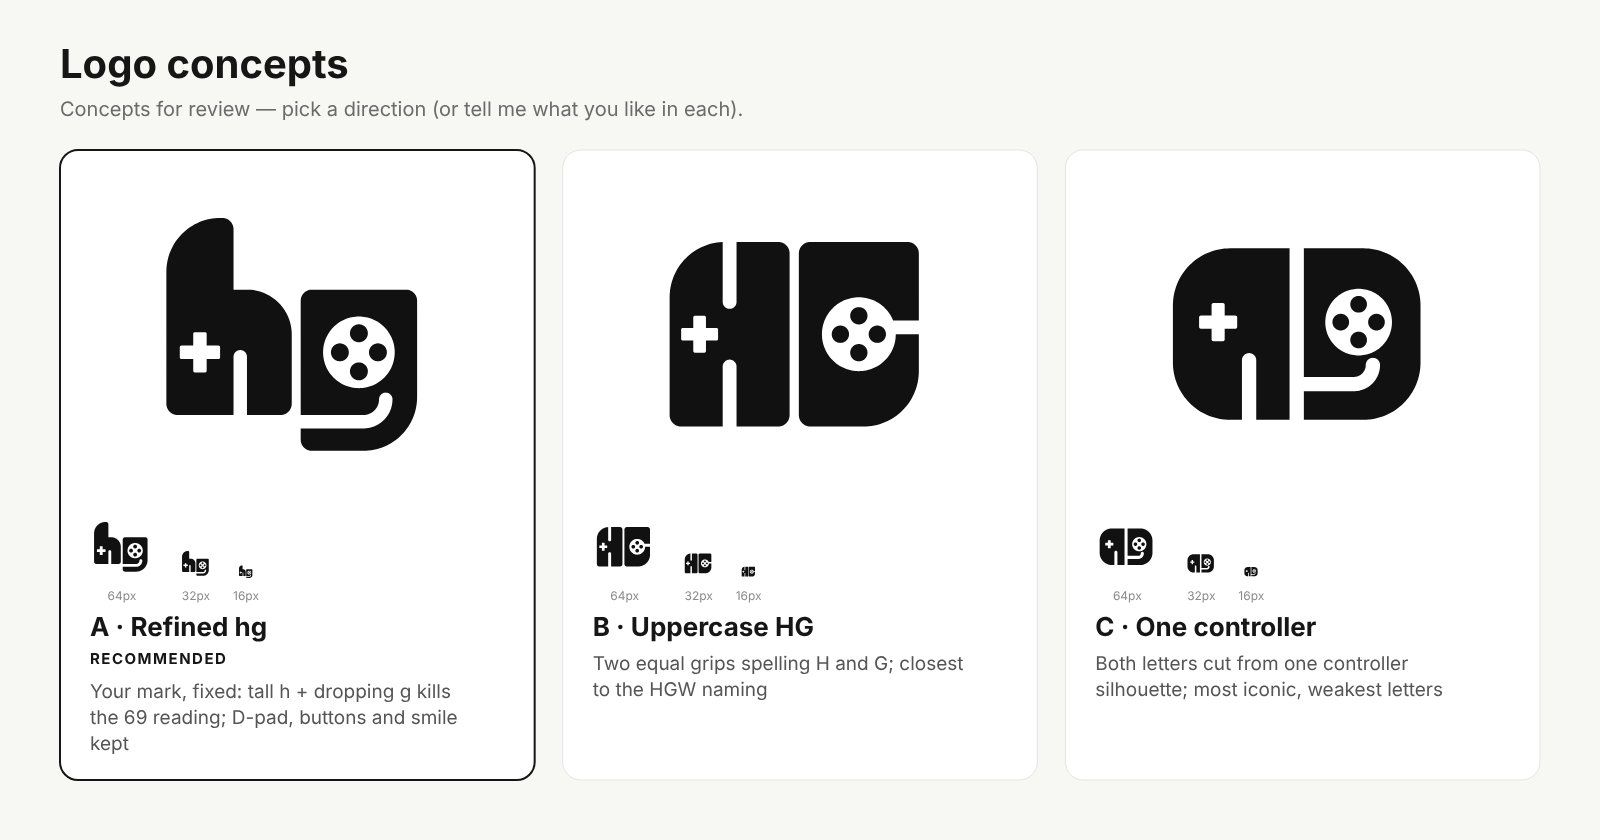 Logo concepts
Concepts for review — pick a direction (or tell me what you like in each).
hg
HG
hg
64px 32px 16px
64px 32px 16px
64px 32px 16px
A · Refined hg
RECOMMENDED
Your mark, fixed: tall h + dropping g kills
the 69 reading; D-pad, buttons and smile
kept
B · Uppercase HG
Two equal grips spelling H and G; closest
to the HGW naming
C · One controller
Both letters cut from one controller
silhouette; most iconic, weakest letters